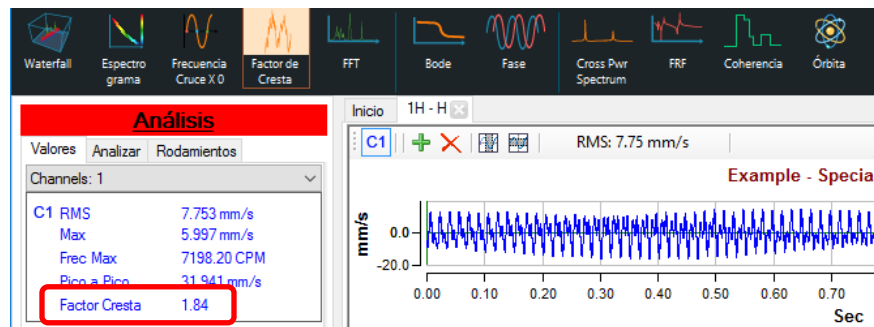 Waterfall
Espectro
grama
Frecuencia
Cruce X 0
Factor de
Cresta
FFT
Bode
Fase
Cross Pwr
Spectrum
FRF
Coherencia
Órbita
Análisis
Valores Analizar Rodamientos
Channels: 1
C1 RMS 7.753 mm/s
Max 5.997 mm/s
Frec Max 7198.20 CPM
Pico a Pico 31.941 mm/s
Factor Cresta 1.84
Inicio 1H - H
C1 RMS: 7.75 mm/s
Example - Specia
mm/s
0.0
-20.0
0.00 0.10 0.20 0.30 0.40 0.50 0.60 0.70
Sec